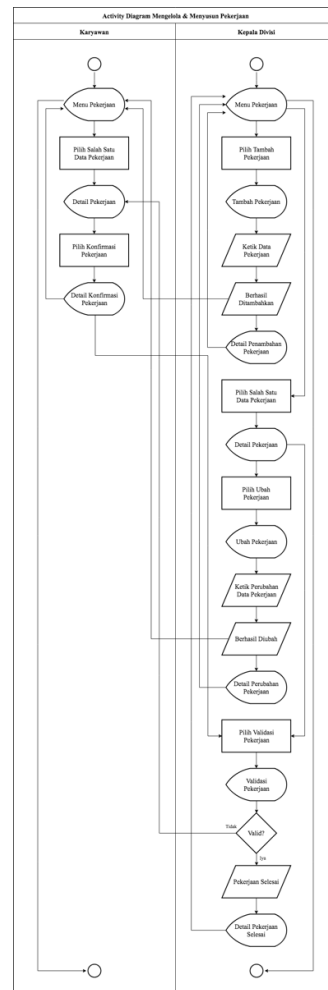 Activity Diagram Mengelola & Menyusun Pekerjaan
Karyawan
Kepala Divisi
Menu Pekerjaan
Pilih Salah Satu
Data Pekerjaan
Detail Pekerjaan
Pilih Konfirmasi
Pekerjaan
Detail Konfirmasi
Pekerjaan
Menu Pekerjaan
Pilih Tambah
Pekerjaan
Tambah Pekerjaan
Ketik Data
Pekerjaan
Berhasil
Ditambahkan
Detail Penambahan
Pekerjaan
Pilih Salah Satu
Data Pekerjaan
Detail Pekerjaan
Pilih Ubah
Pekerjaan
Ubah Pekerjaan
Ketik Perubahan
Data Pekerjaan
Berhasil Diubah
Detail Perubahan
Pekerjaan
Pilih Validasi
Pekerjaan
Validasi
Pekerjaan
Tidak
Valid?
Iya
Pekerjaan Selesai
Detail Pekerjaan
Selesai